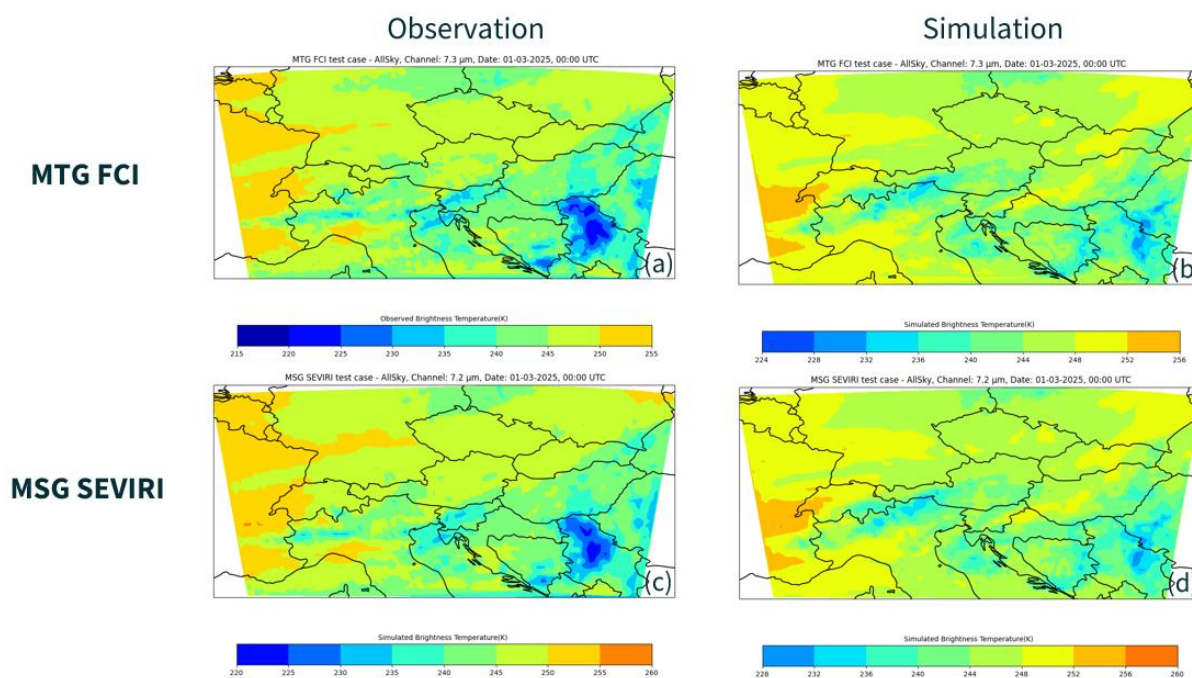 Observation
Simulation
MTG FCI
MTG FCI test case - AllSky, Channel: 7.3 μm, Date: 01-03-2025, 00:00 UTC
MTG FCI test case - AllSky, Channel: 7.3 μm, Date: 01-03-2025, 00:00 UTC
(a)
(b
Observed Brightness Temperature(K)
215 220 225 230 235 240 245 250 255
Simulated Brightness Temperature(K)
224 228 232 236 240 244 248 252 256
MSG SEVIRI
MSG SEVIRI test case - AllSky, Channel: 7.2 μm, Date: 01-03-2025, 00:00 UTC
MSG SEVIRI test case - AllSky, Channel: 7.2 μm, Date: 01-03-2025, 00:00 UTC
(c)
(d
Simulated Brightness Temperature(K)
220 225 230 235 240 245 250 255 260
Simulated Brightness Temperature(K)
228 232 236 240 244 248 252 256 260